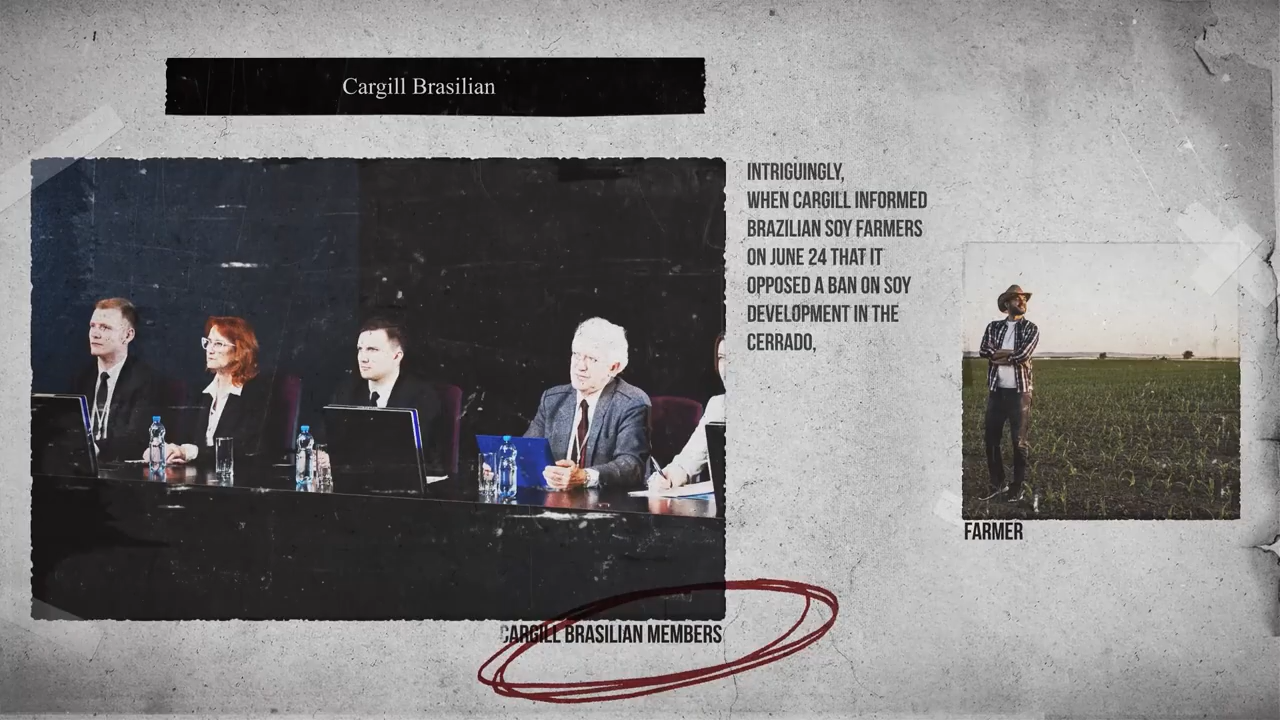 Cargill Brasilian
INTRIGUINGLY,
WHEN CARGILL INFORMED
BRAZILIAN SOY FARMERS
ON JUNE 24 THAT IT
OPPOSED A BAN ON SOY
DEVELOPMENT IN THE
CERRADO,
FARMER
CARGILL BRASILIAN MEMBERS